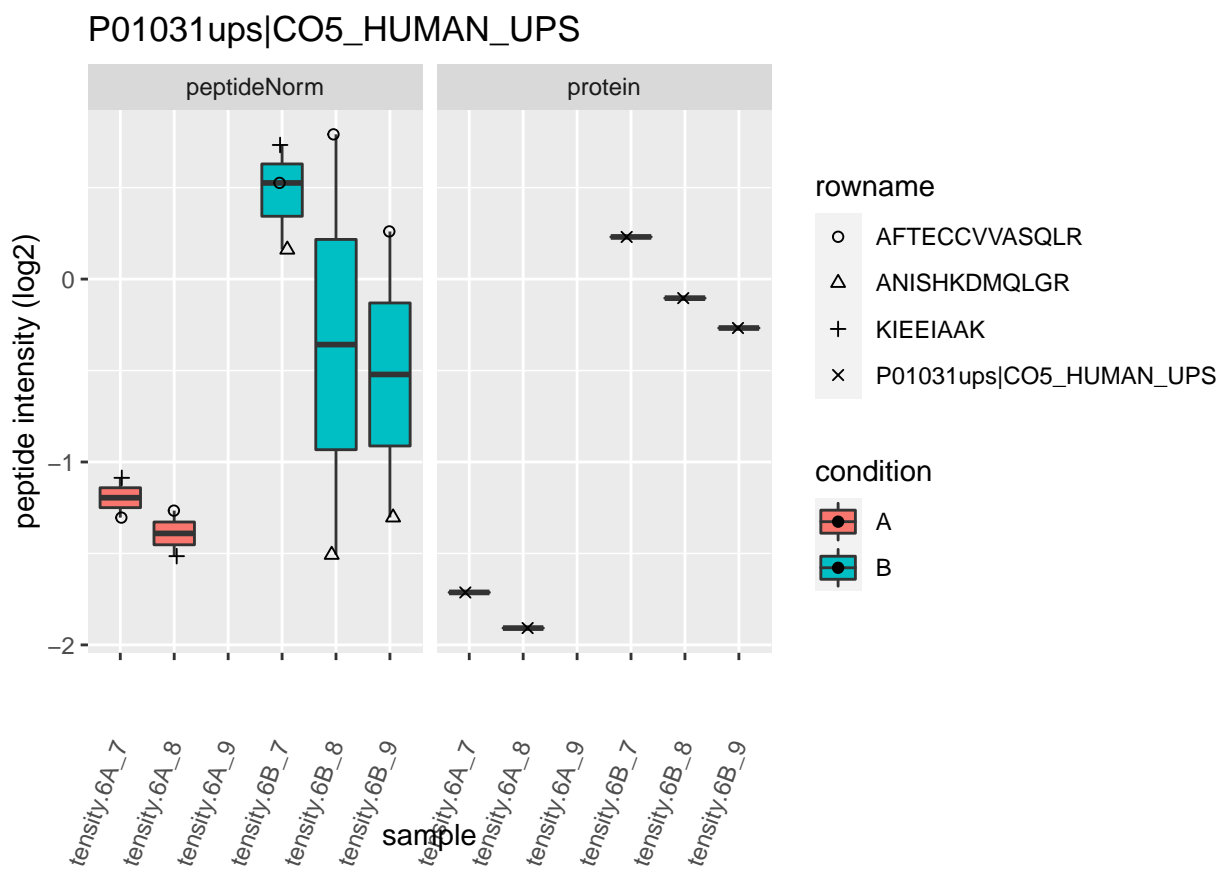 P01031ups|CO5_HUMAN_UPS
peptideNorm
protein
peptide intensity (log2)
0
−1
−2
tensity.6A_7
tensity.6A_8
tensity.6A_9
tensity.6B_7
tensity.6B_8
tensity.6B_9
tensity.6A_7
tensity.6A_8
tensity.6A_9
tensity.6B_7
tensity.6B_8
tensity.6B_9
sample
rowname
AFTECCVVASQLR
ANISHKDMQLGR
KIEEIAAK
P01031ups|CO5_HUMAN_UPS
condition
A
B